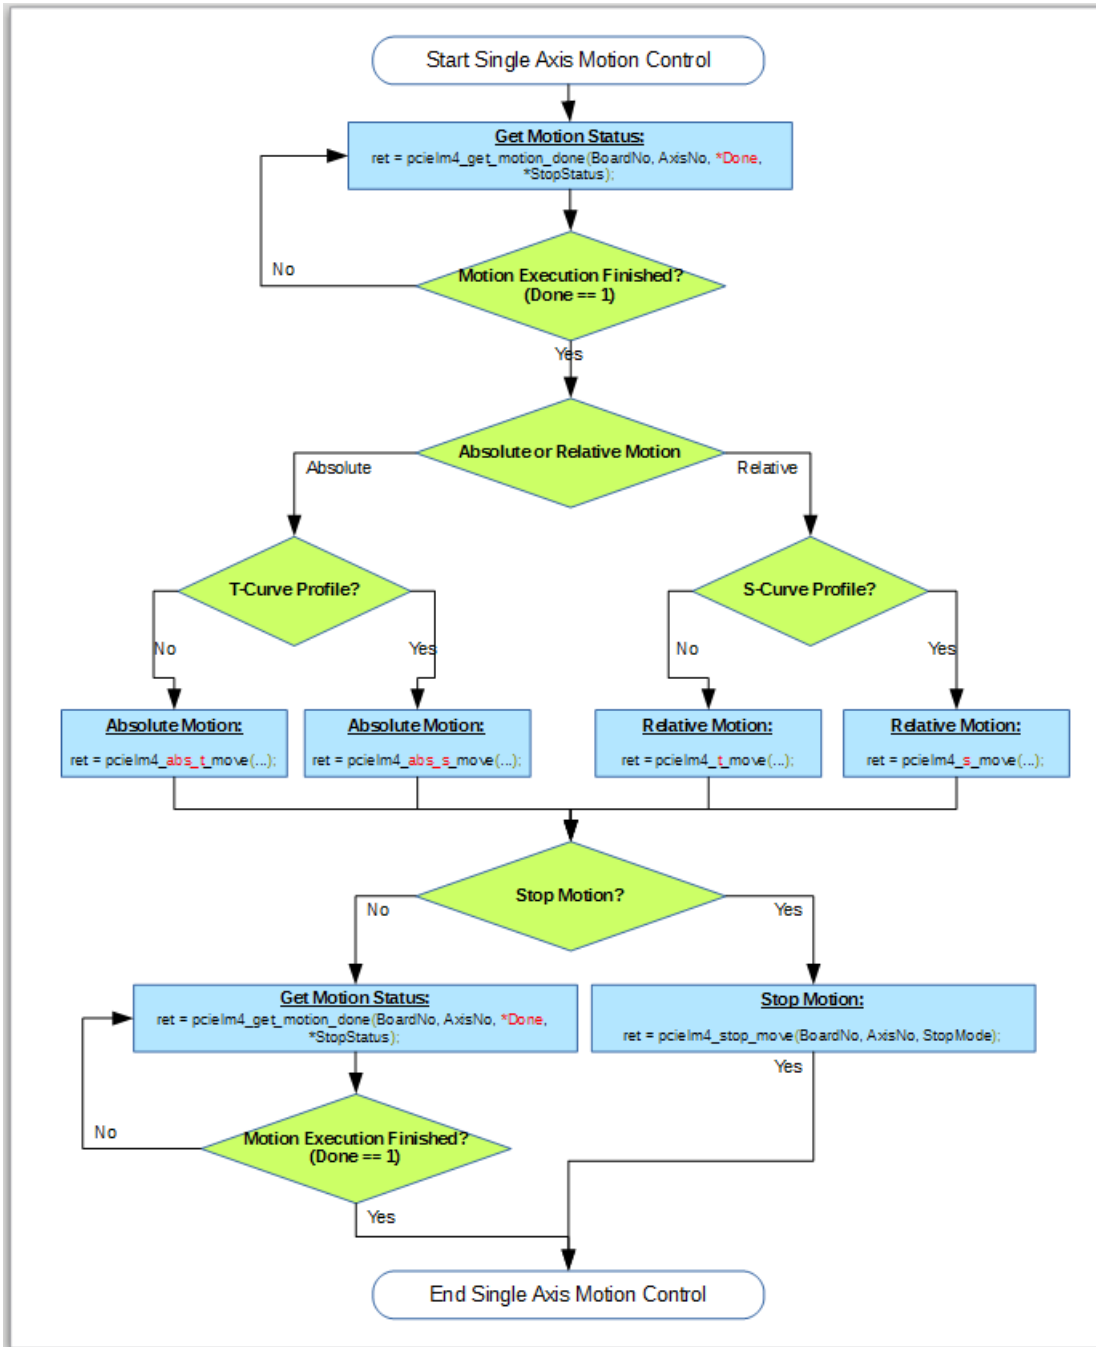 Start Single Axis Motion Control
Get Motion Status:
ret = pcielm4_get_motion_done(BoardNo, AxisNo, *Done,
*StopStatus);
No
Motion Execution Finished?
(Done == 1)
Yes
Absolute or Relative Motion
Absolute
Relative
T-Curve Profile?
S-Curve Profile?
No
Yes
No
Yes
Absolute Motion:
ret = pcielm4_abs_t_move(...);
Absolute Motion:
ret = pcielm4_abs_s_move(...);
Relative Motion:
ret = pcielm4_t_move(...);
Relative Motion:
ret = pcielm4_s_move(...);
Stop Motion?
No
Yes
Get Motion Status:
ret = pcielm4_get_motion_done(BoardNo, AxisNo, *Done,
*StopStatus);
Stop Motion:
ret = pcielm4_stop_move(BoardNo, AxisNo, StopMode);
Yes
No
Motion Execution Finished?
(Done == 1)
Yes
End Single Axis Motion Control